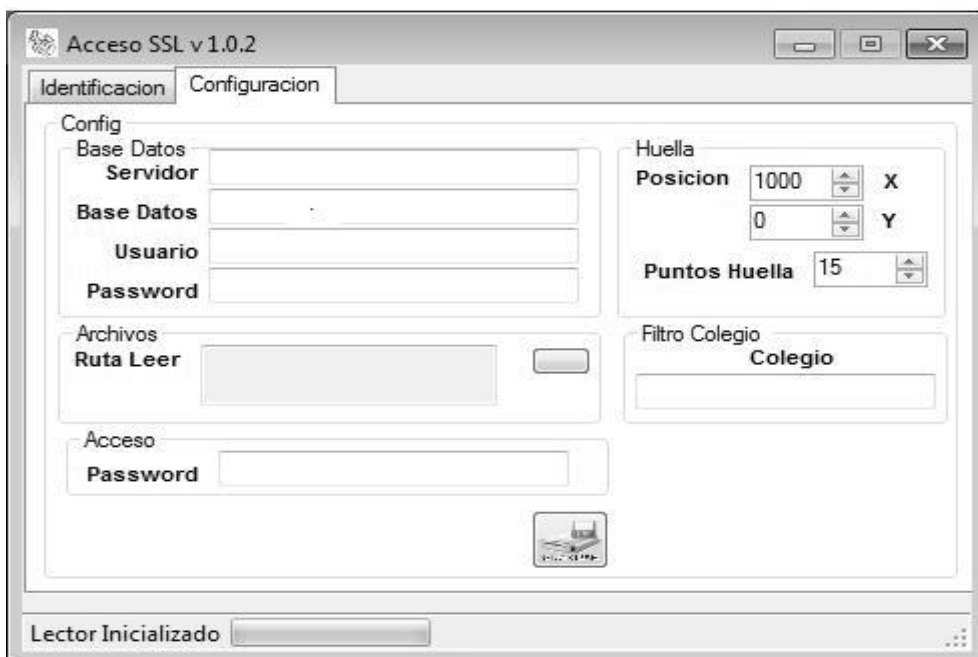 Acceso SSL v 1.0.2
Identificacion
Configuracion
Config
Base Datos
Servidor
Base Datos
Usuario
Password
Huella
Posicion 1000 X
0 Y
Puntos Huella 15
Archivos
Ruta Leer
Filtro Colegio
Colegio
Acceso
Password
Lector Inicializado